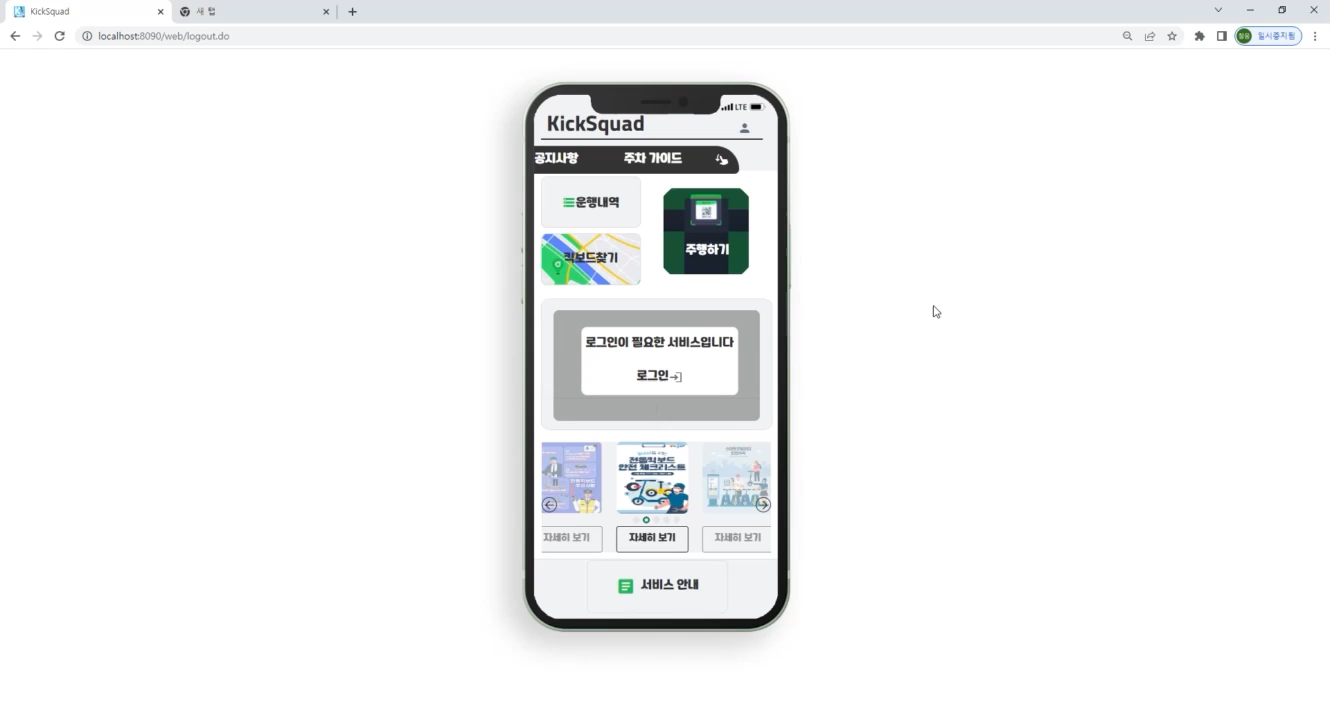 KickSquad
새 탭
localhost:8090/web/logout.do
일시중지됨
LTE
KickSquad
공지사항 주차 가이드
운행내역
킥보드찾기
주행하기
로그인이 필요한 서비스입니다
로그인
전동킥보드
안전 체크리스트
자세히 보기 자세히 보기 자세히 보기
서비스 안내